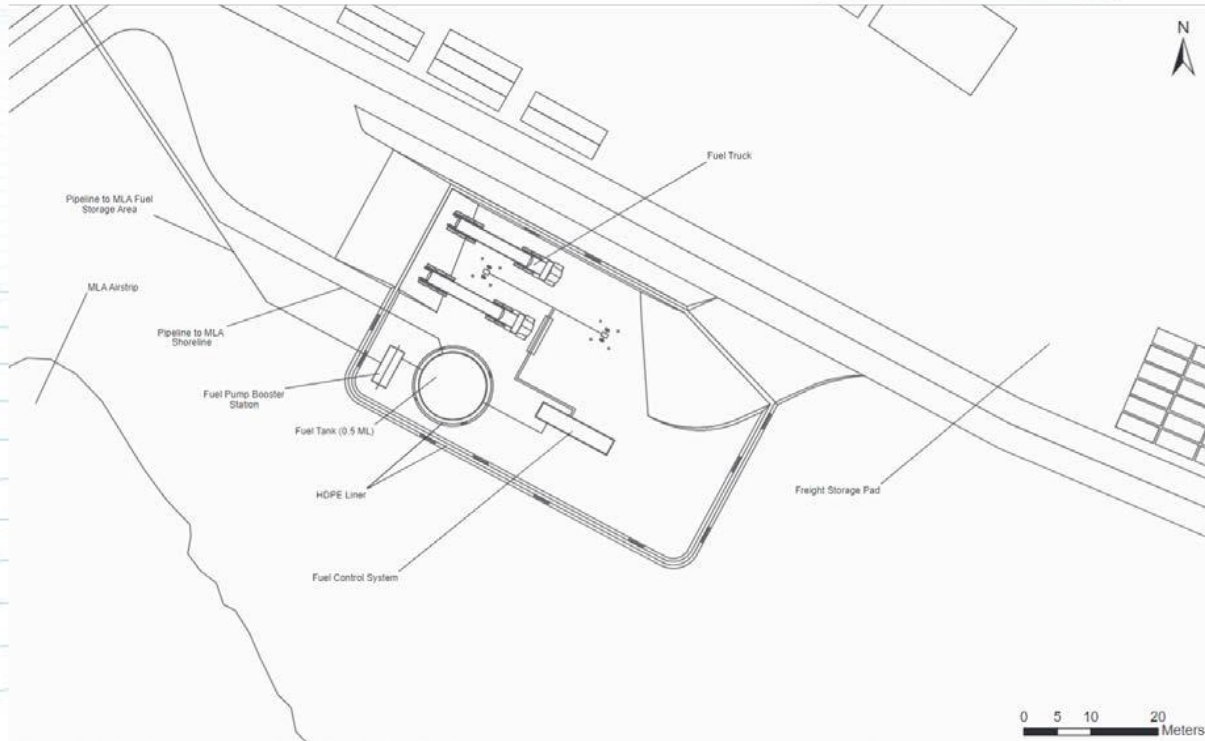 N
Fuel Truck
Pipeline to MLA Fuel
Storage Area
MLA Airstrip
Pipeline to MLA
Shoreline
Fuel Pump Booster
Station
Fuel Tank (0.5 ML)
HDPE Liner
Freight Storage Pad
Fuel Control System
0 5 10 20
Meters